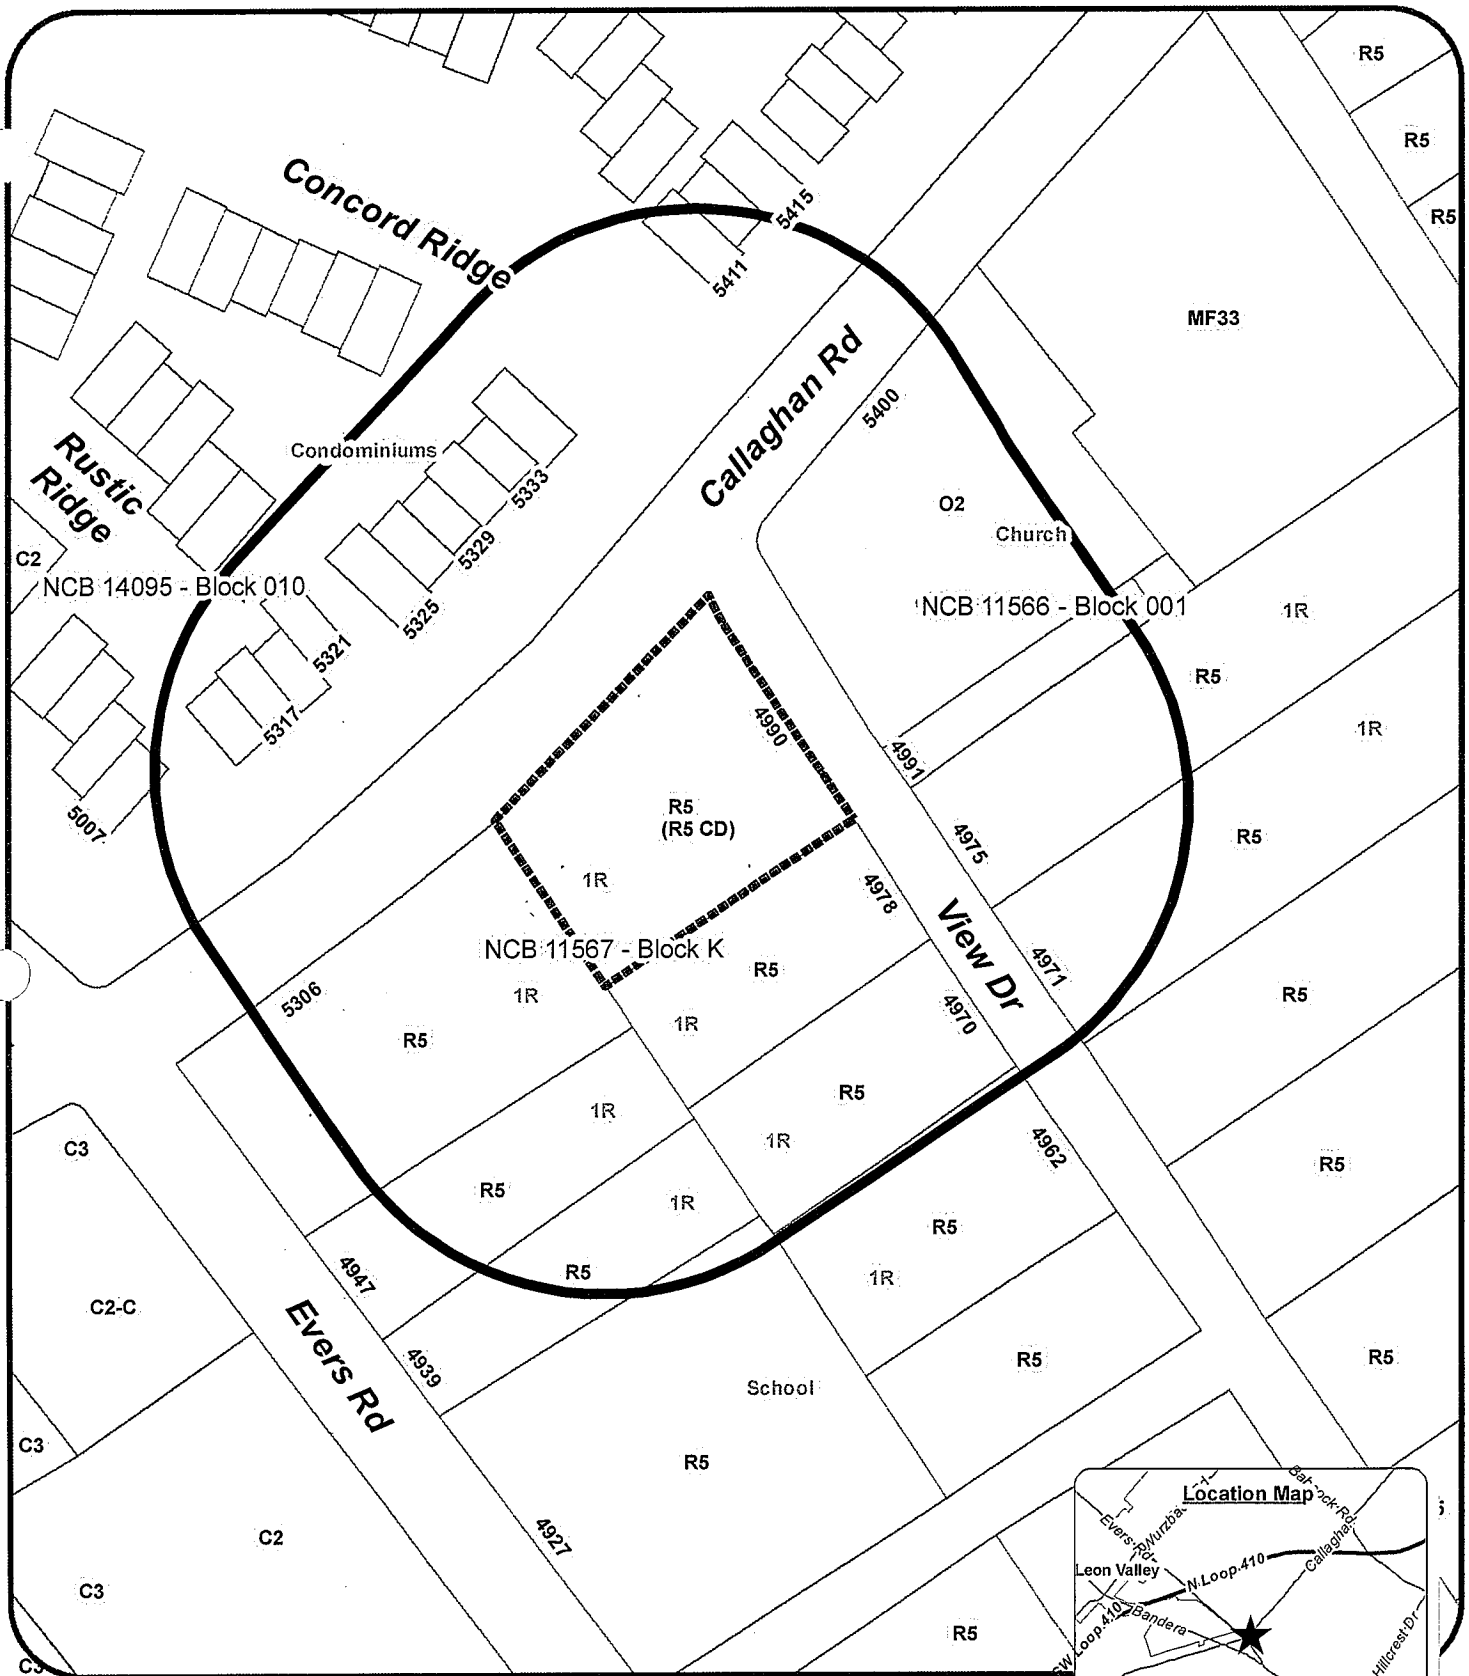 R5
R5
R5
Concord Ridge
5415
5411
MF33
Callaghan Rd
5400
Rustic
Ridge
Condominiums
5333
5329
5325
5321
5317
5007
C2
NCB 14095 - Block 010
O2
Church
NCB 11566 - Block 001
1R
R5
1R
4990
4991
R5
(R5 CD)
1R
4975
R5
4978
View Dr
4971
NCB 11567 - Block K
R5
5306
1R
R5
1R
4970
R5
1R
R5
1R
4962
C3
R5
1R
R5
R5
R5
1R
4947
C2-C
Evers Rd
4939
School
R5
R5
C3
R5
4927
C2
C3
R5
C3
Location Map
Babcock Rd
Evers Rd
Callaghan
Leon Valley
N Loop 410
Bandera
SW Loop 410
Hillcrest Dr